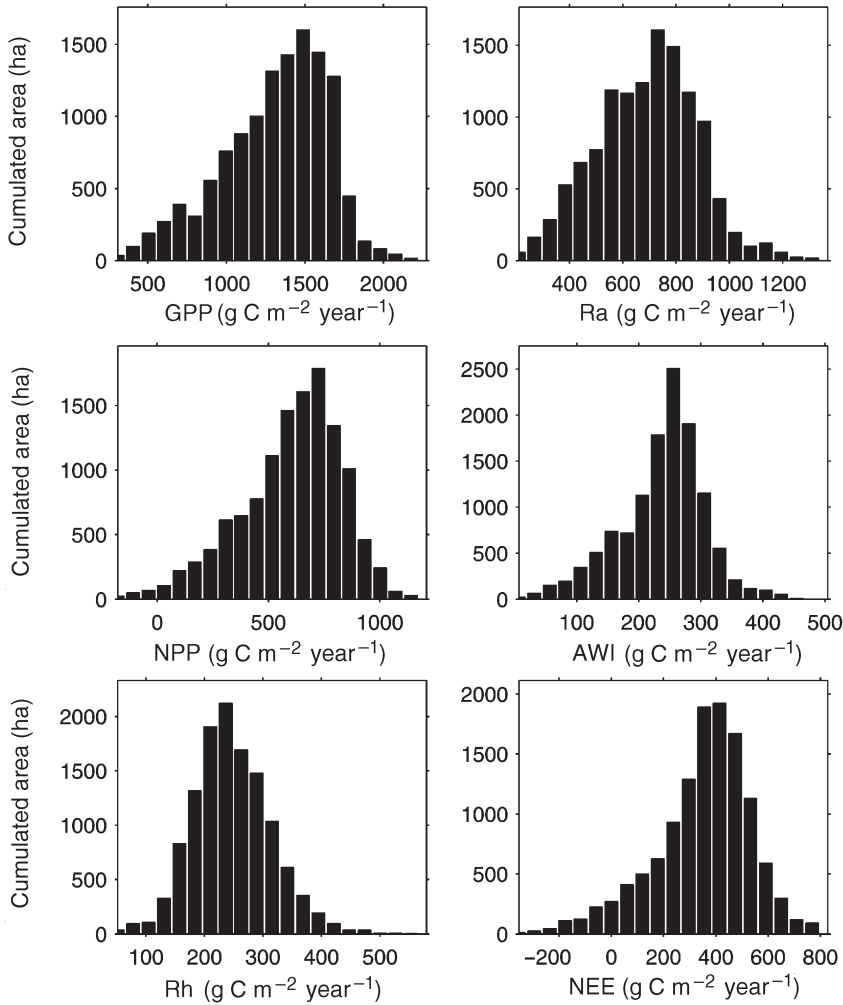 Cumulated area (ha)
1500
1000
500
0
500 1000 1500 2000
GPP (g C m−2 year−1)
1500
1000
500
0
400 600 800 1000 1200
Ra (g C m−2 year−1)
Cumulated area (ha)
1500
1000
500
0
0 500 1000
NPP (g C m−2 year−1)
2500
2000
1500
1000
500
0
100 200 300 400 500
AWI (g C m−2 year−1)
Cumulated area (ha)
2000
1500
1000
500
0
100 200 300 400 500
Rh (g C m−2 year−1)
2000
1500
1000
500
0
−200 0 200 400 600 800
NEE (g C m−2 year−1)